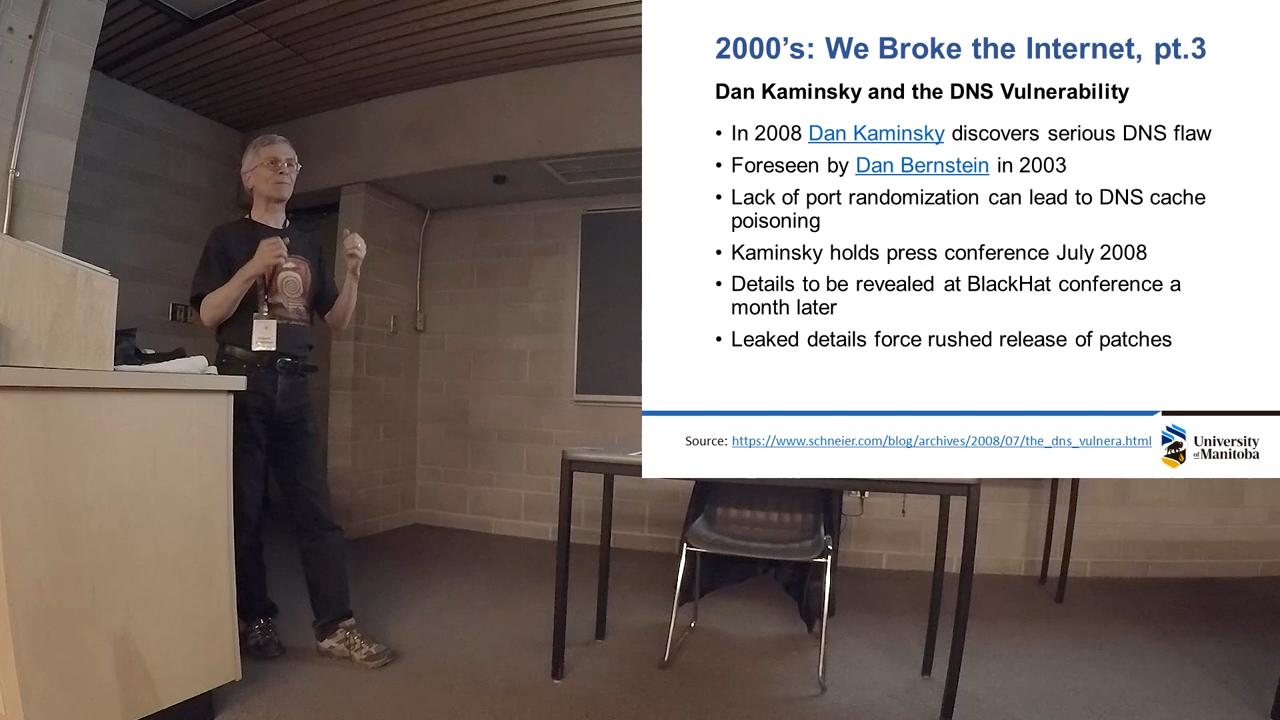 2000’s: We Broke the Internet, pt.3
Dan Kaminsky and the DNS Vulnerability
• In 2008 Dan Kaminsky discovers serious DNS flaw
• Foreseen by Dan Bernstein in 2003
• Lack of port randomization can lead to DNS cache
poisoning
• Kaminsky holds press conference July 2008
• Details to be revealed at BlackHat conference a
month later
• Leaked details force rushed release of patches
Source: https://www.schneier.com/blog/archives/2008/07/the_dns_vulnera.html
University
of Manitoba